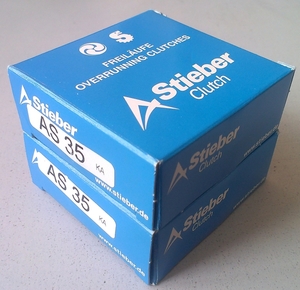 FREILÄUFE
OVERRUNNING CLUTCHES
Stieber
Clutch
Stieber
AS 35 KA
www.stieber.de
Stieber
Clutch
AS 35 KA
www.stieber.de